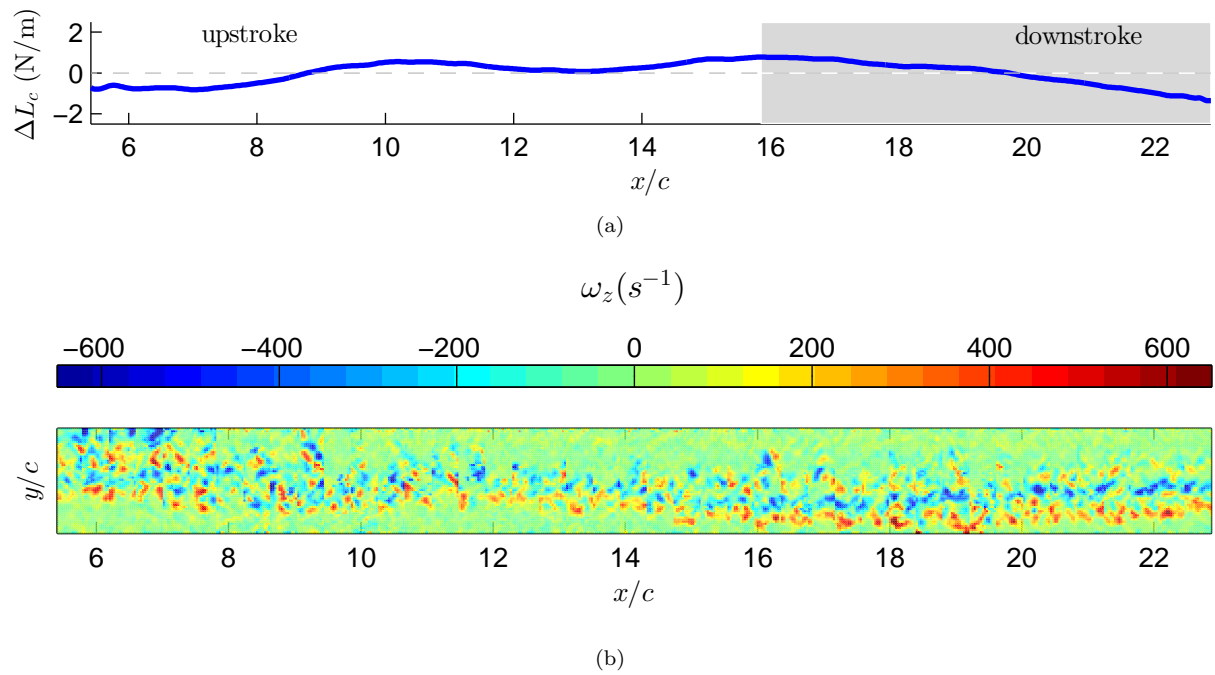 upstroke
downstroke
ΔL_c (N/m)
2
0
−2
6 8 10 12 14 16 18 20 22
x/c
(a)
ω_z(s⁻¹)
−600 −400 −200 0 200 400 600
y/c
6 8 10 12 14 16 18 20 22
x/c
(b)